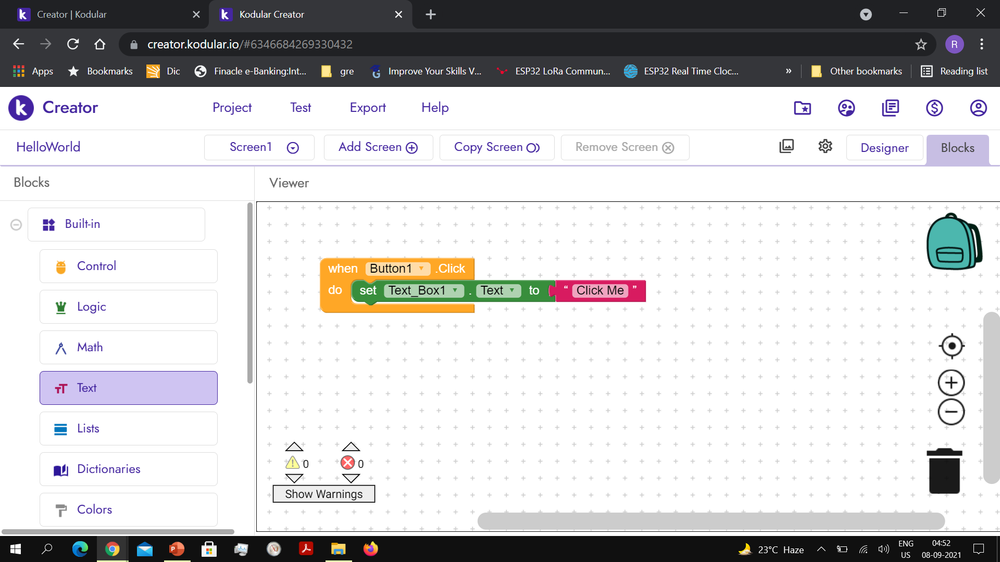 Creator | Kodular
Kodular Creator
creator.kodular.io/#6346684269330432
R
Apps
Bookmarks
Dic
Finacle e-Banking:Int...
gre
Improve Your Skills V...
ESP32 LoRa Commun...
ESP32 Real Time Cloc...
»
Other bookmarks
Reading list
Creator
Project
Test
Export
Help
HelloWorld
Screen1
Add Screen
Copy Screen
Remove Screen
Designer
Blocks
Blocks
Viewer
Built-in
Control
Logic
Math
Text
Lists
Dictionaries
Colors
when Button1 .Click
do set Text_Box1 . Text to “ Click Me ”
0
0
Show Warnings
23°C Haze
ENG
US
04:52
08-09-2021